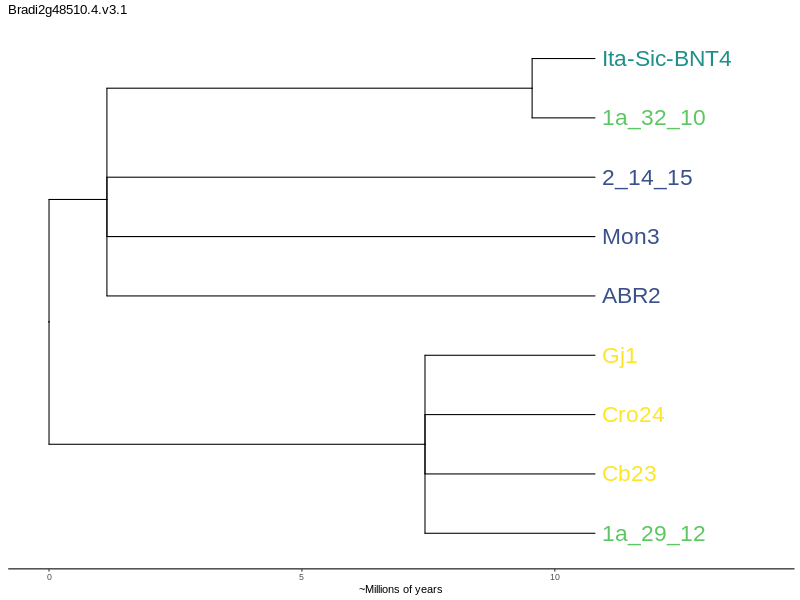 Bradi2g48510.4.v3.1
Ita-Sic-BNT4
1a_32_10
2_14_15
Mon3
ABR2
Gj1
Cro24
Cb23
1a_29_12
0 5 10
~Millions of years